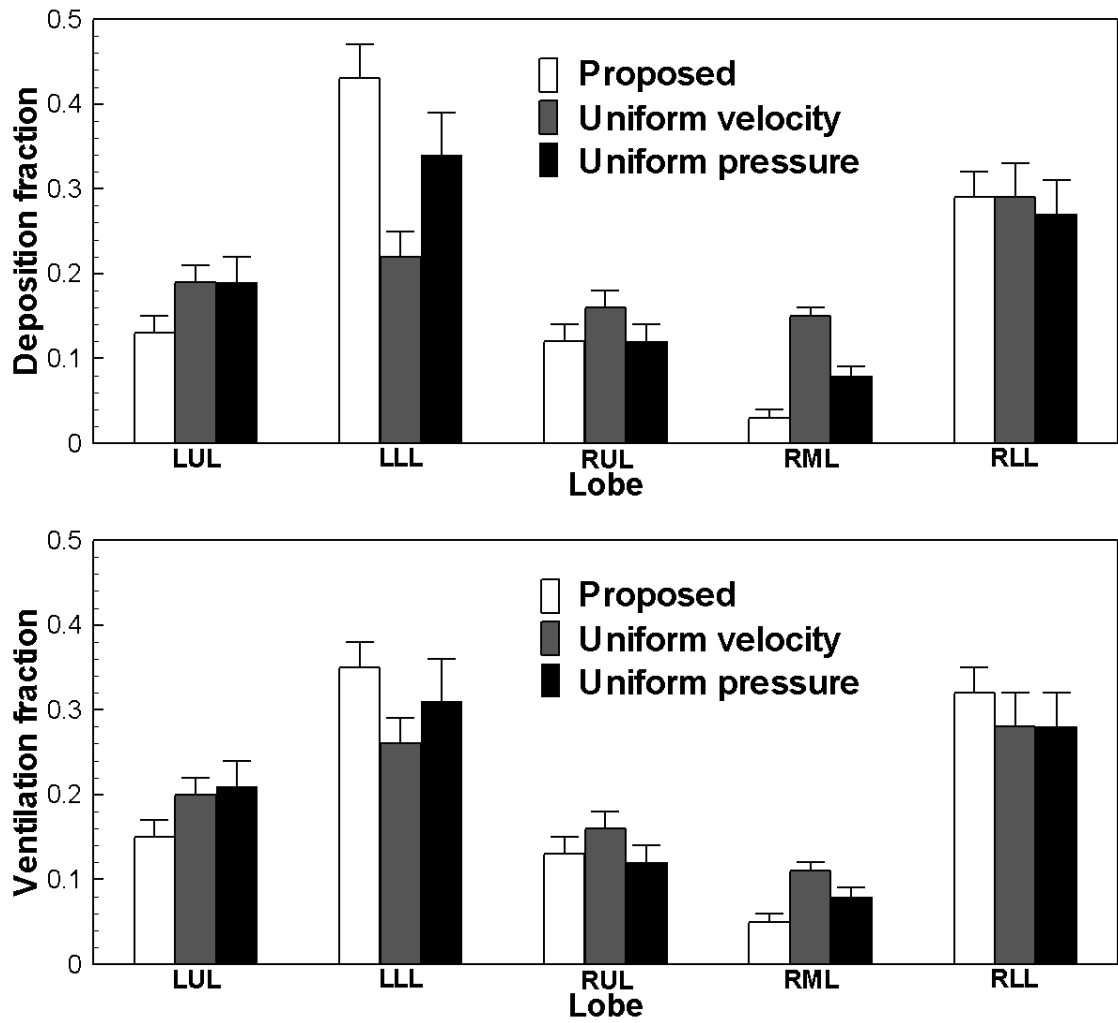 0.5
0.4
0.3
0.2
0.1
0
Deposition fraction
Proposed
Uniform velocity
Uniform pressure
LUL LLL RUL RML RLL
Lobe
0.5
0.4
0.3
0.2
0.1
0
Ventilation fraction
Proposed
Uniform velocity
Uniform pressure
LUL LLL RUL RML RLL
Lobe